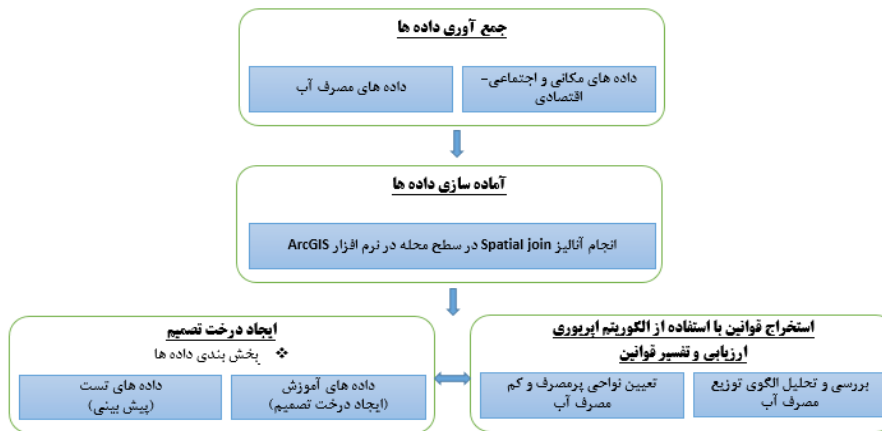 جمع آوری داده ها
داده های مکانی و اجتماعی-
اقتصادی
داده های مصرف آب
آماده سازی داده ها
انجام آنالیز Spatial join در سطح محله در نرم افزار ArcGIS
استخراج قوانین با استفاده از الگوریتم اپریوری
ارزیابی و تفسیر قوانین
بررسی و تحلیل الگوی توزیع
مصرف آب
تعیین نواحی پرمصرف و کم
مصرف آب
ایجاد درخت تصمیم
❖ پخش بندی داده ها
داده های آموزش
(ایجاد درخت تصمیم)
داده های تست
(پیش بینی)